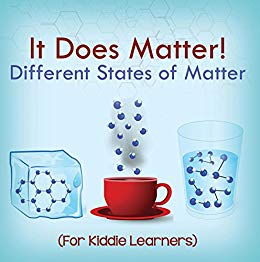 It Does Matter!
Different States of Matter
(For Kiddie Learners)